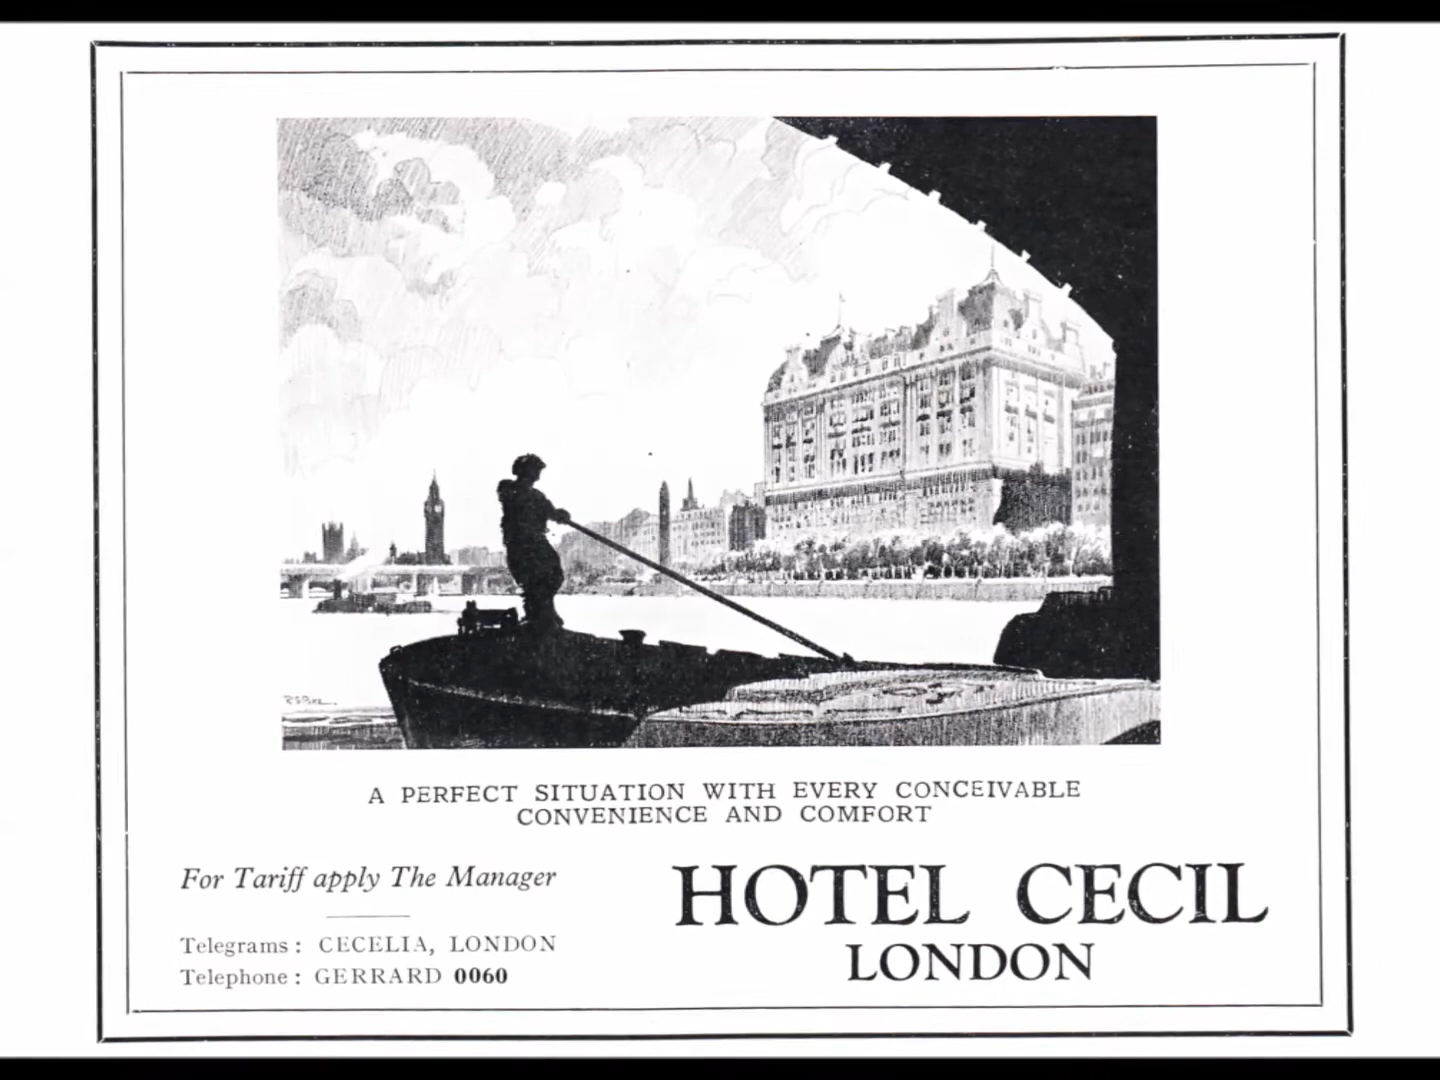 A PERFECT SITUATION WITH EVERY CONCEIVABLE
CONVENIENCE AND COMFORT
For Tariff apply The Manager
Telegrams: CECELIA, LONDON
Telephone: GERRARD 0060
HOTEL CECIL
LONDON